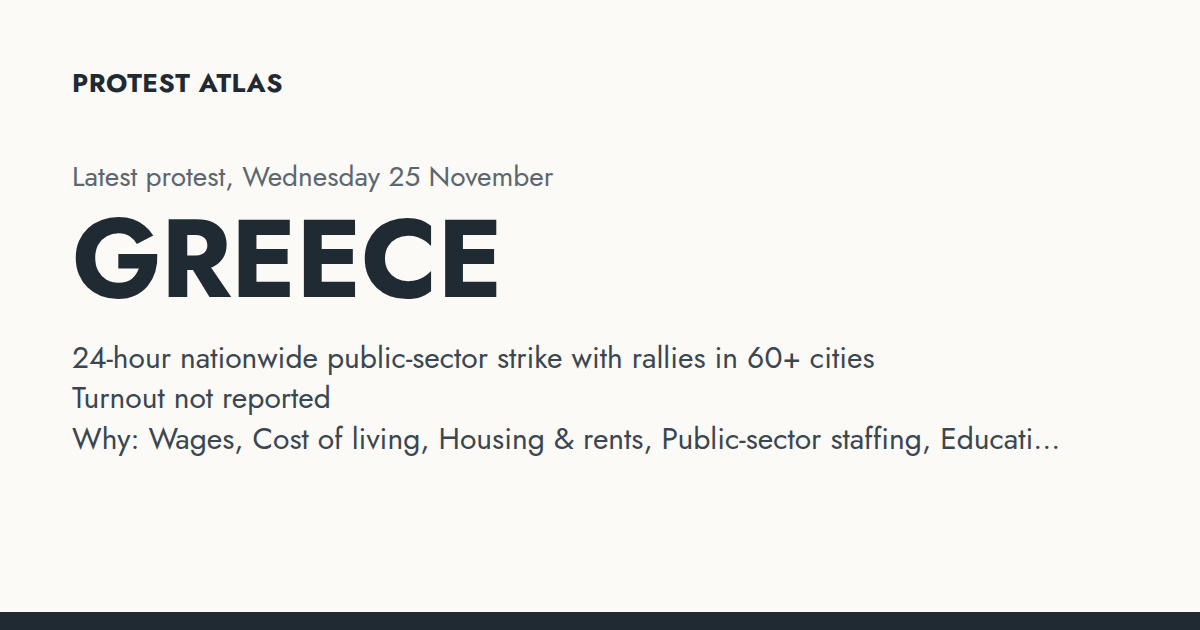 PROTEST ATLAS
Latest protest, Wednesday 25 November
GREECE
24-hour nationwide public-sector strike with rallies in 60+ cities
Turnout not reported
Why: Wages, Cost of living, Housing & rents, Public-sector staffing, Educati…